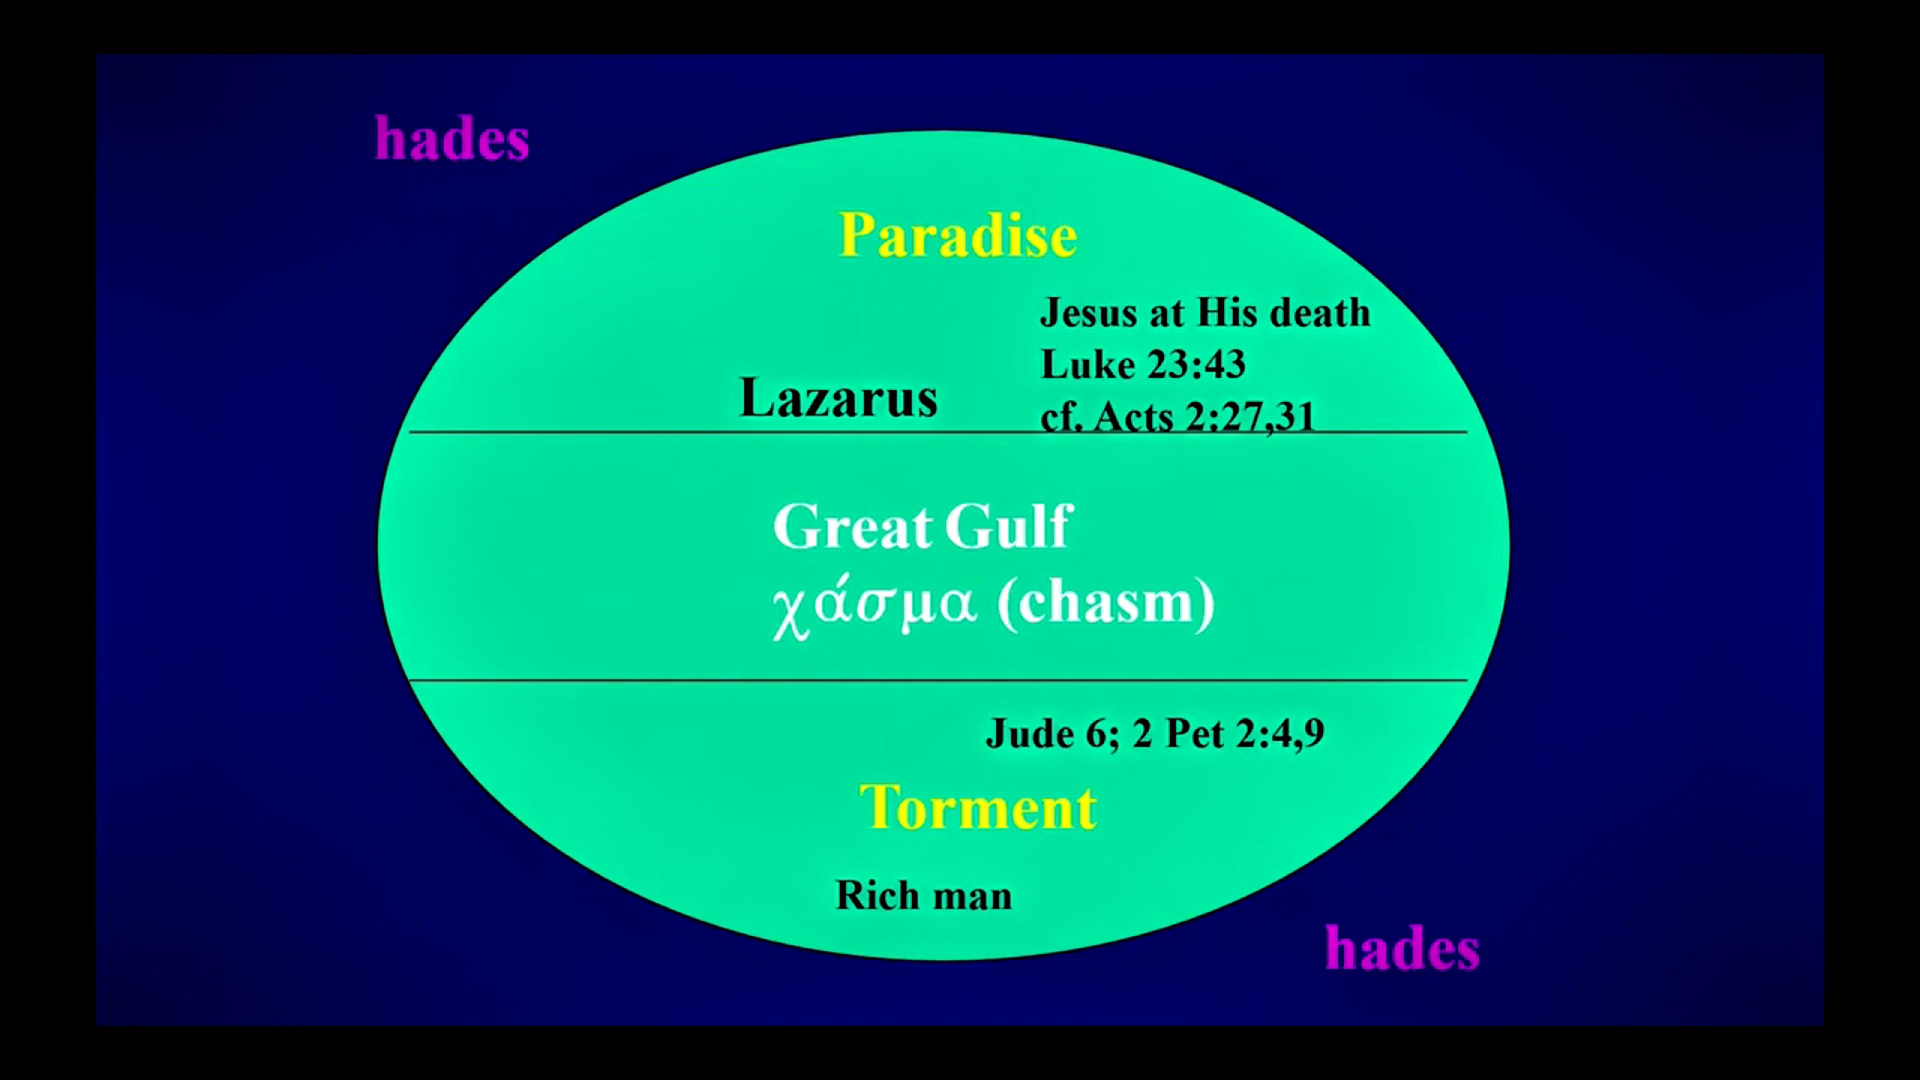 hades
Paradise
Jesus at His death
Luke 23:43
Lazarus
cf. Acts 2:27,31
Great Gulf
χάσμα (chasm)
Jude 6; 2 Pet 2:4,9
Torment
Rich man
hades